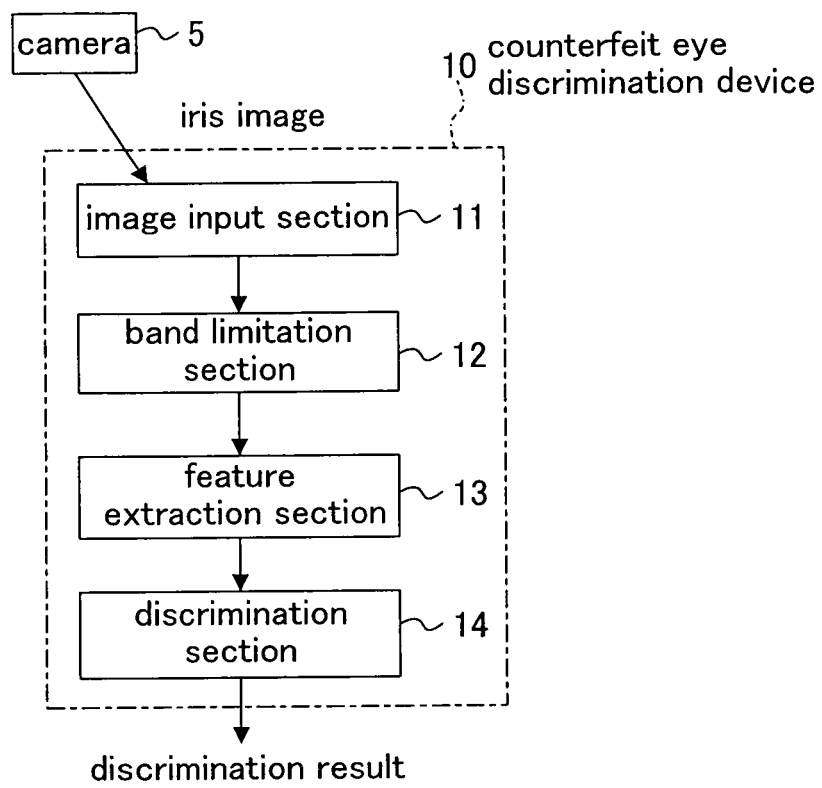 camera 5
10 counterfeit eye
discrimination device
iris image
image input section 11
band limitation
section 12
feature
extraction section 13
discrimination
section 14
discrimination result